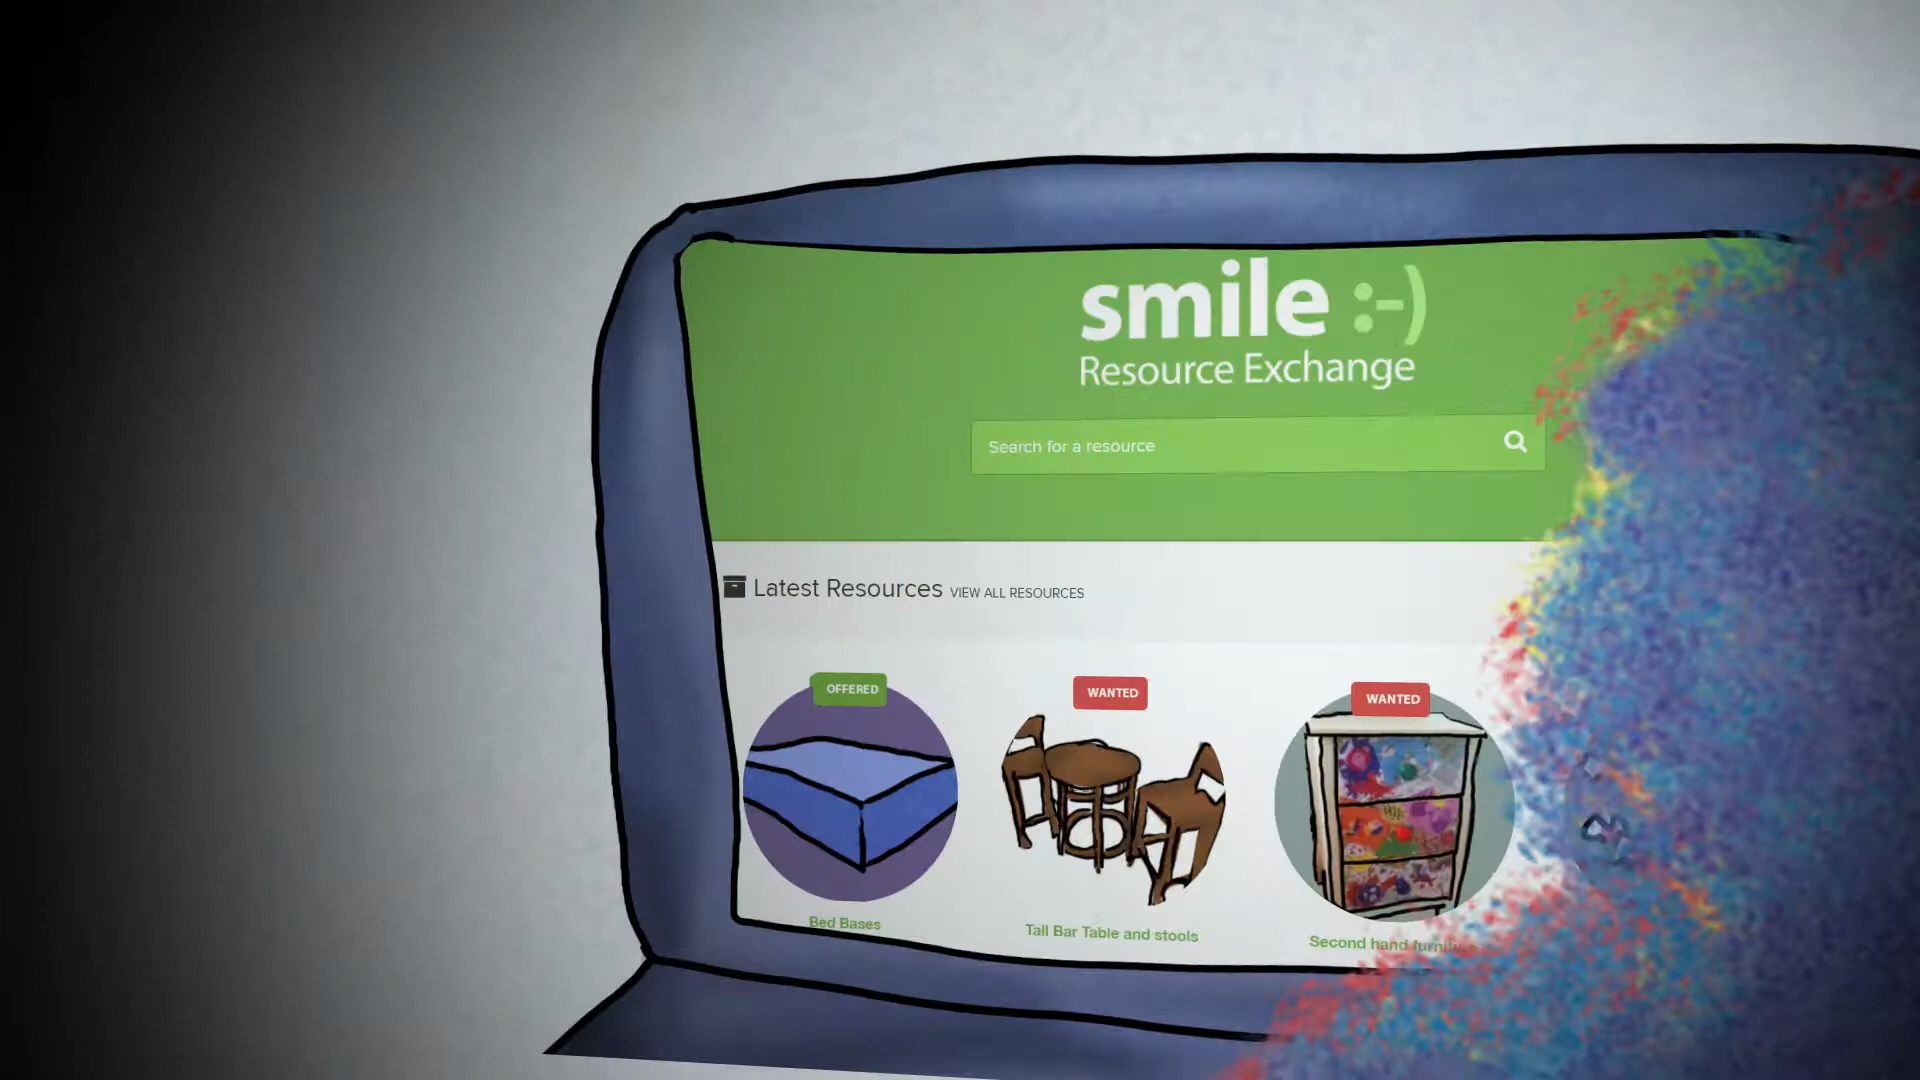 smile :-)
Resource Exchange
Search for a resource
Latest Resources VIEW ALL RESOURCES
OFFERED
WANTED
WANTED
Bed Bases
Tall Bar Table and stools
Second hand